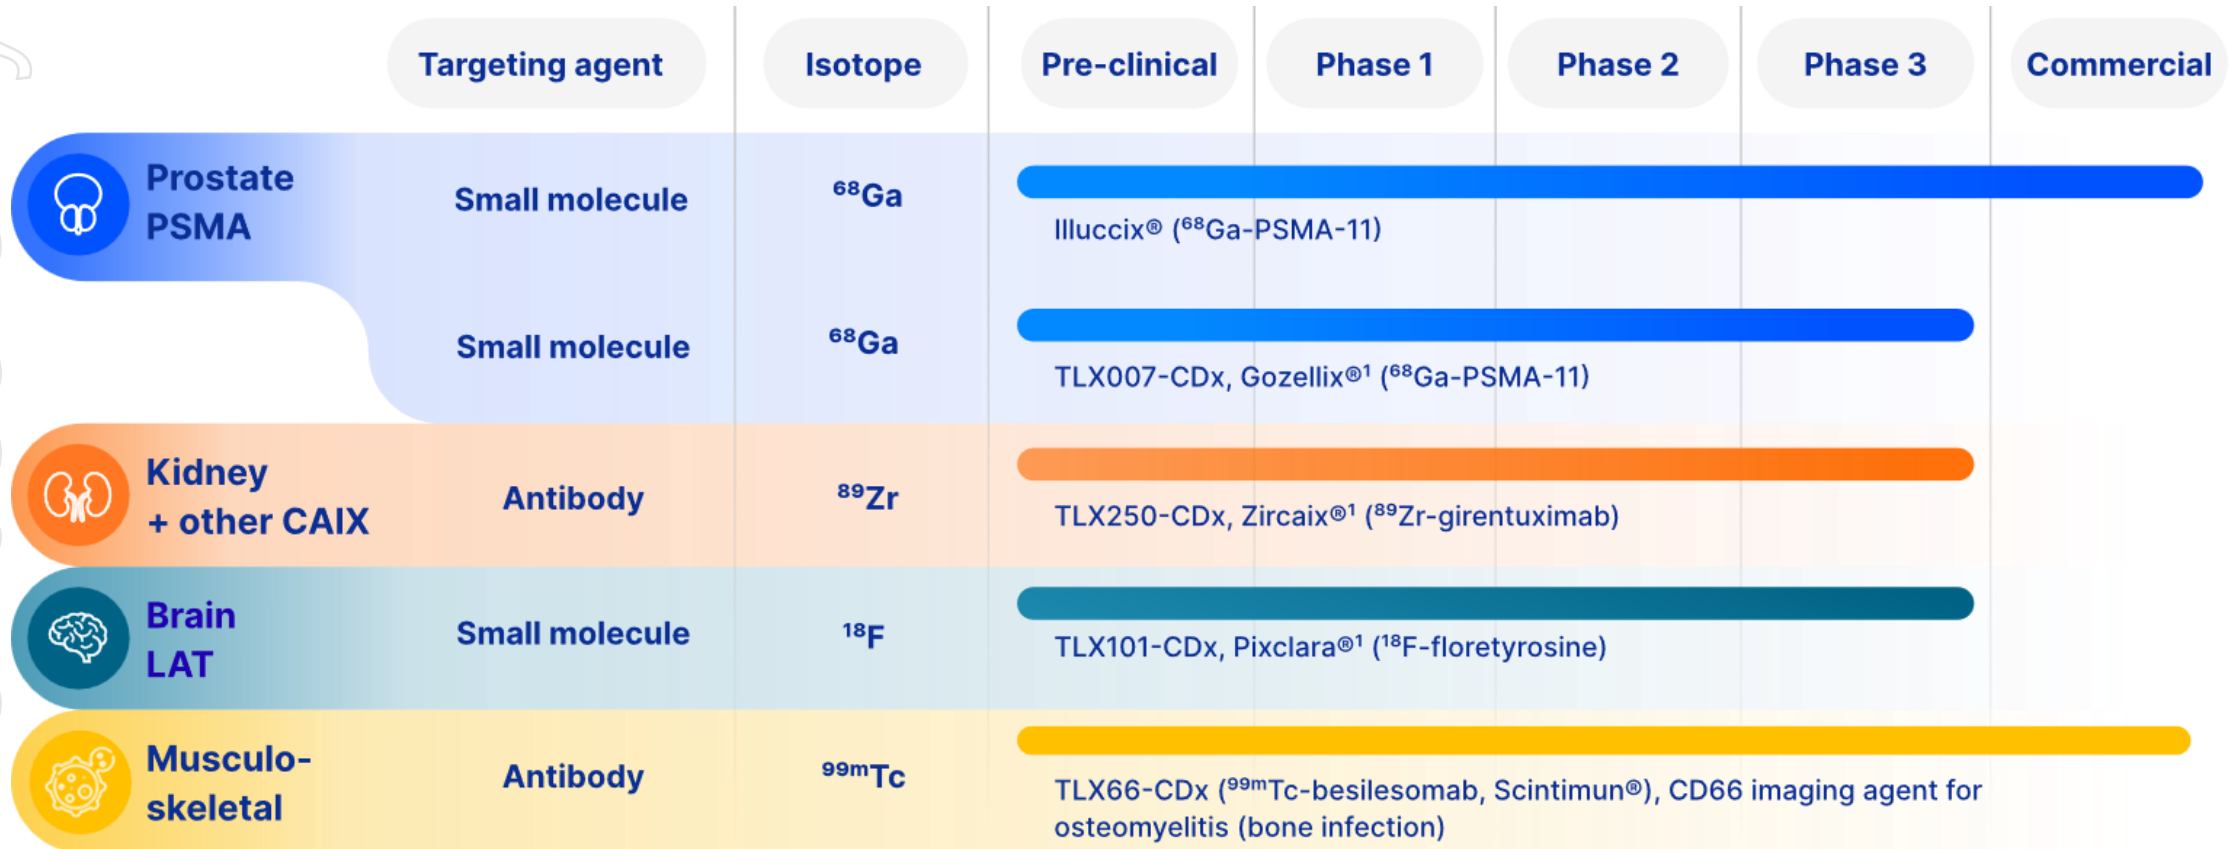 Targeting agent Isotope Pre-clinical Phase 1 Phase 2 Phase 3 Commercial
Prostate
PSMA
Small molecule ⁶⁸Ga
Illuccix® (⁶⁸Ga-PSMA-11)
Small molecule ⁶⁸Ga
TLX007-CDx, Gozellix®¹ (⁶⁸Ga-PSMA-11)
Kidney
+ other CAIX
Antibody ⁸⁹Zr
TLX250-CDx, Zircaix®¹ (⁸⁹Zr-girentuximab)
Brain
LAT
Small molecule ¹⁸F
TLX101-CDx, Pixclara®¹ (¹⁸F-floretyrosine)
Musculo-
skeletal
Antibody ⁹⁹ᵐTc
TLX66-CDx (⁹⁹ᵐTc-besilesomab, Scintimun®), CD66 imaging agent for
osteomyelitis (bone infection)